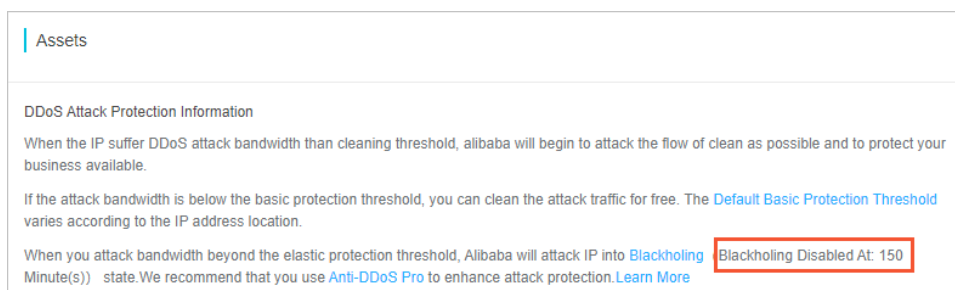 Assets
DDoS Attack Protection Information
When the IP suffer DDoS attack bandwidth than cleaning threshold, alibaba will begin to attack the flow of clean as possible and to protect your
business available.
If the attack bandwidth is below the basic protection threshold, you can clean the attack traffic for free. The Default Basic Protection Threshold
varies according to the IP address location.
When you attack bandwidth beyond the elastic protection threshold, Alibaba will attack IP into Blackholing (Blackholing Disabled At: 150
Minute(s)) state.We recommend that you use Anti-DDoS Pro to enhance attack protection.Learn More